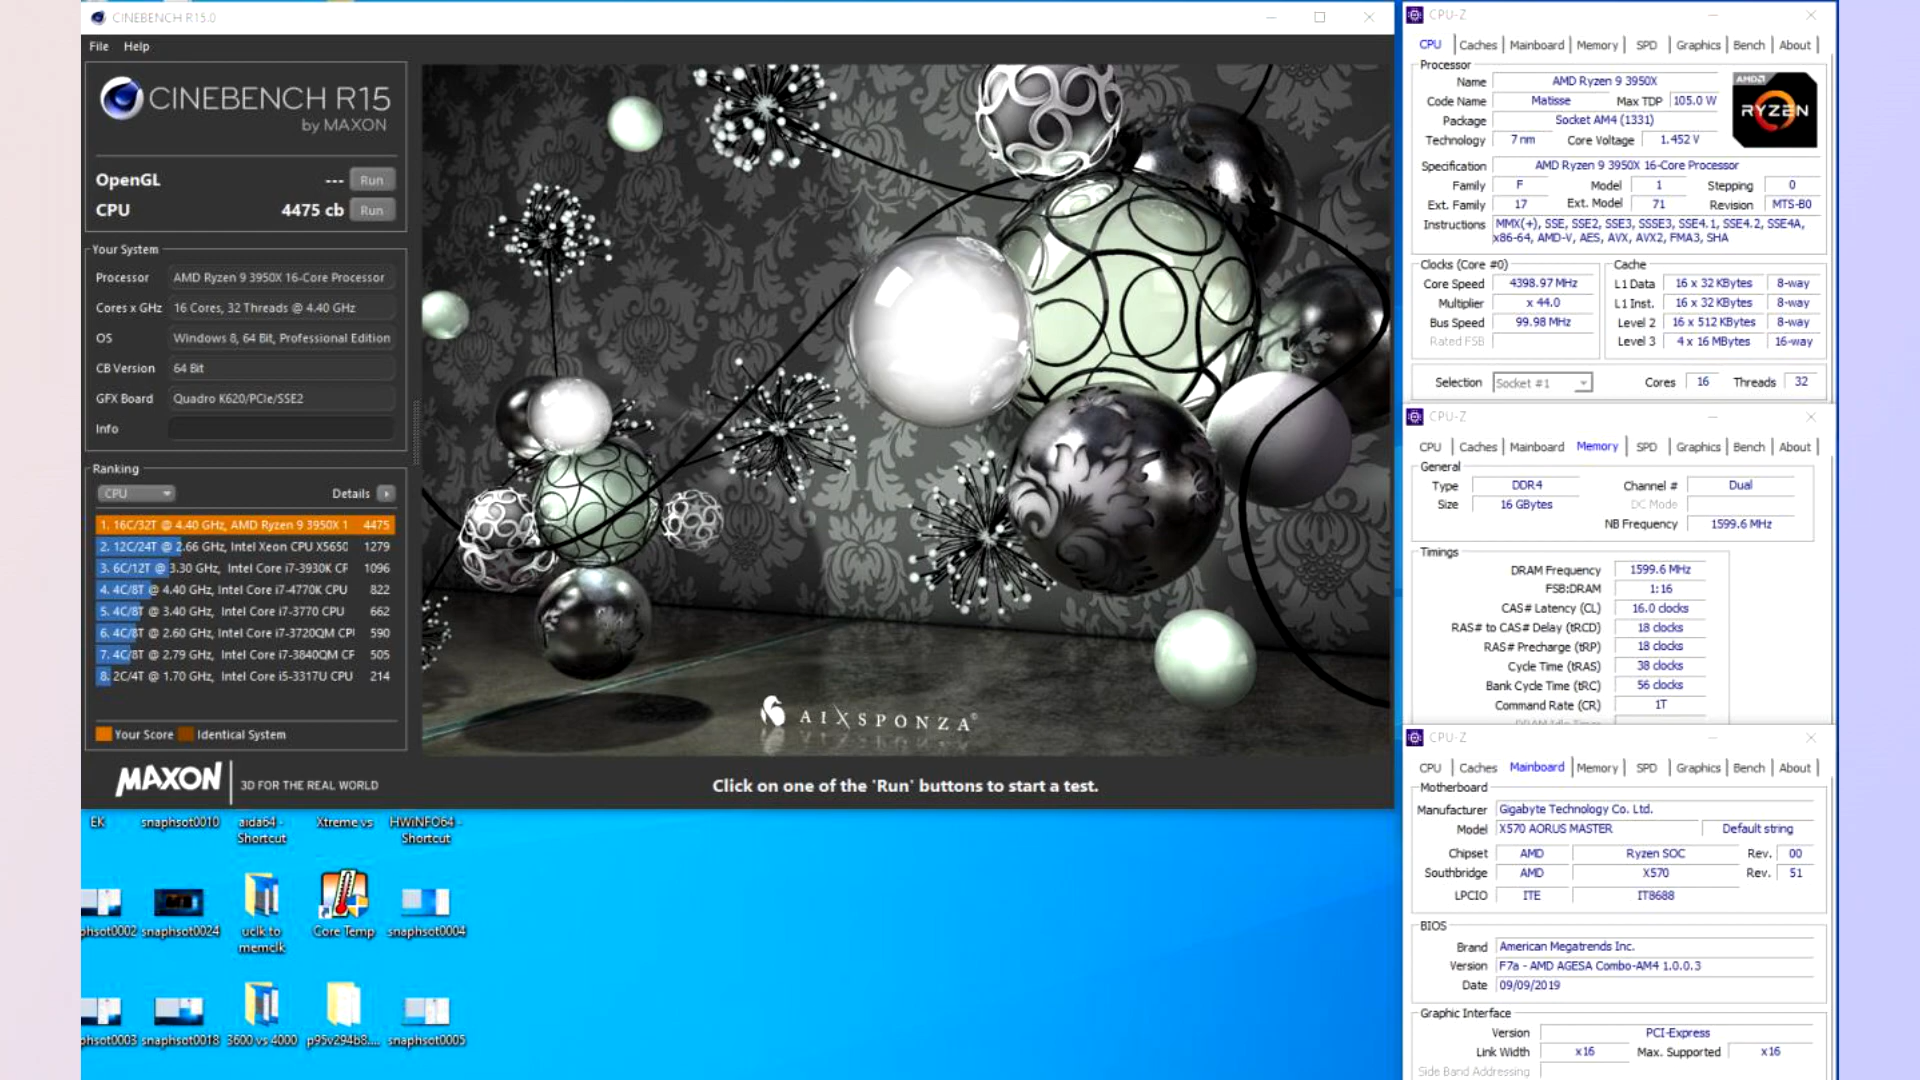 CINEBENCH R15.0
File Help
CINEBENCH R15
by MAXON
OpenGL --- Run
CPU 4475 cb Run
Your System
Processor AMD Ryzen 9 3950X 16-Core Processor
Cores x GHz 16 Cores, 32 Threads @ 4.40 GHz
OS Windows 8, 64 Bit, Professional Edition
CB Version 64 Bit
GFX Board Quadro K620/PCIe/SSE2
Info
Ranking
CPU Details
1. 16C/32T @ 4.40 GHz, AMD Ryzen 9 3950X 1 4475
2. 12C/24T @ 2.66 GHz, Intel Xeon CPU X5650 1279
3. 6C/12T @ 3.30 GHz, Intel Core i7-3930K CP 1096
4. 4C/8T @ 4.40 GHz, Intel Core i7-4770K CPU 822
5. 4C/8T @ 3.40 GHz, Intel Core i7-3770 CPU 662
6. 4C/8T @ 2.60 GHz, Intel Core i7-3720QM CPI 590
7. 4C/8T @ 2.79 GHz, Intel Core i7-3840QM CP 505
8. 2C/4T @ 1.70 GHz, Intel Core i5-3317U CPU 214
Your Score Identical System
MAXON 3D FOR THE REAL WORLD
AIXSPONZA®
Click on one of the 'Run' buttons to start a test.
EK snaphsot0010 aida64 - Shortcut Xtreme vs HWiNFO64 - Shortcut
phsot0002 snaphsot0024 uclk to memclk Core Temp snaphsot0004
phsot0003 snaphsot0018 3600 vs 4000 p95v294b8.... snaphsot0005
CPU-Z
CPU Caches Mainboard Memory SPD Graphics Bench About
Processor
Name AMD Ryzen 9 3950X
Code Name Matisse Max TDP 105.0 W
Package Socket AM4 (1331)
Technology 7 nm Core Voltage 1.452 V
AMD RYZEN
Specification AMD Ryzen 9 3950X 16-Core Processor
Family F Model 1 Stepping 0
Ext. Family 17 Ext. Model 71 Revision MTS-B0
Instructions MMX(+), SSE, SSE2, SSE3, SSSE3, SSE4.1, SSE4.2, SSE4A,
x86-64, AMD-V, AES, AVX, AVX2, FMA3, SHA
Clocks (Core #0)
Core Speed 4398.97 MHz
Multiplier x 44.0
Bus Speed 99.98 MHz
Rated FSB
Cache
L1 Data 16 x 32 KBytes 8-way
L1 Inst. 16 x 32 KBytes 8-way
Level 2 16 x 512 KBytes 8-way
Level 3 4 x 16 MBytes 16-way
Selection Socket #1 Cores 16 Threads 32
CPU-Z
CPU Caches Mainboard Memory SPD Graphics Bench About
General
Type DDR4 Channel # Dual
Size 16 GBytes DC Mode
NB Frequency 1599.6 MHz
Timings
DRAM Frequency 1599.6 MHz
FSB:DRAM 1:16
CAS# Latency (CL) 16.0 clocks
RAS# to CAS# Delay (tRCD) 18 clocks
RAS# Precharge (tRP) 18 clocks
Cycle Time (tRAS) 38 clocks
Bank Cycle Time (tRC) 56 clocks
Command Rate (CR) 1T
DRAM Idle Timer
CPU-Z
CPU Caches Mainboard Memory SPD Graphics Bench About
Motherboard
Manufacturer Gigabyte Technology Co. Ltd.
Model X570 AORUS MASTER Default string
Chipset AMD Ryzen SOC Rev. 00
Southbridge AMD X570 Rev. 51
LPCIO ITE IT8688
BIOS
Brand American Megatrends Inc.
Version F7a - AMD AGESA Combo-AM4 1.0.0.3
Date 09/09/2019
Graphic Interface
Version PCI-Express
Link Width x16 Max. Supported x16
Side Band Addressing